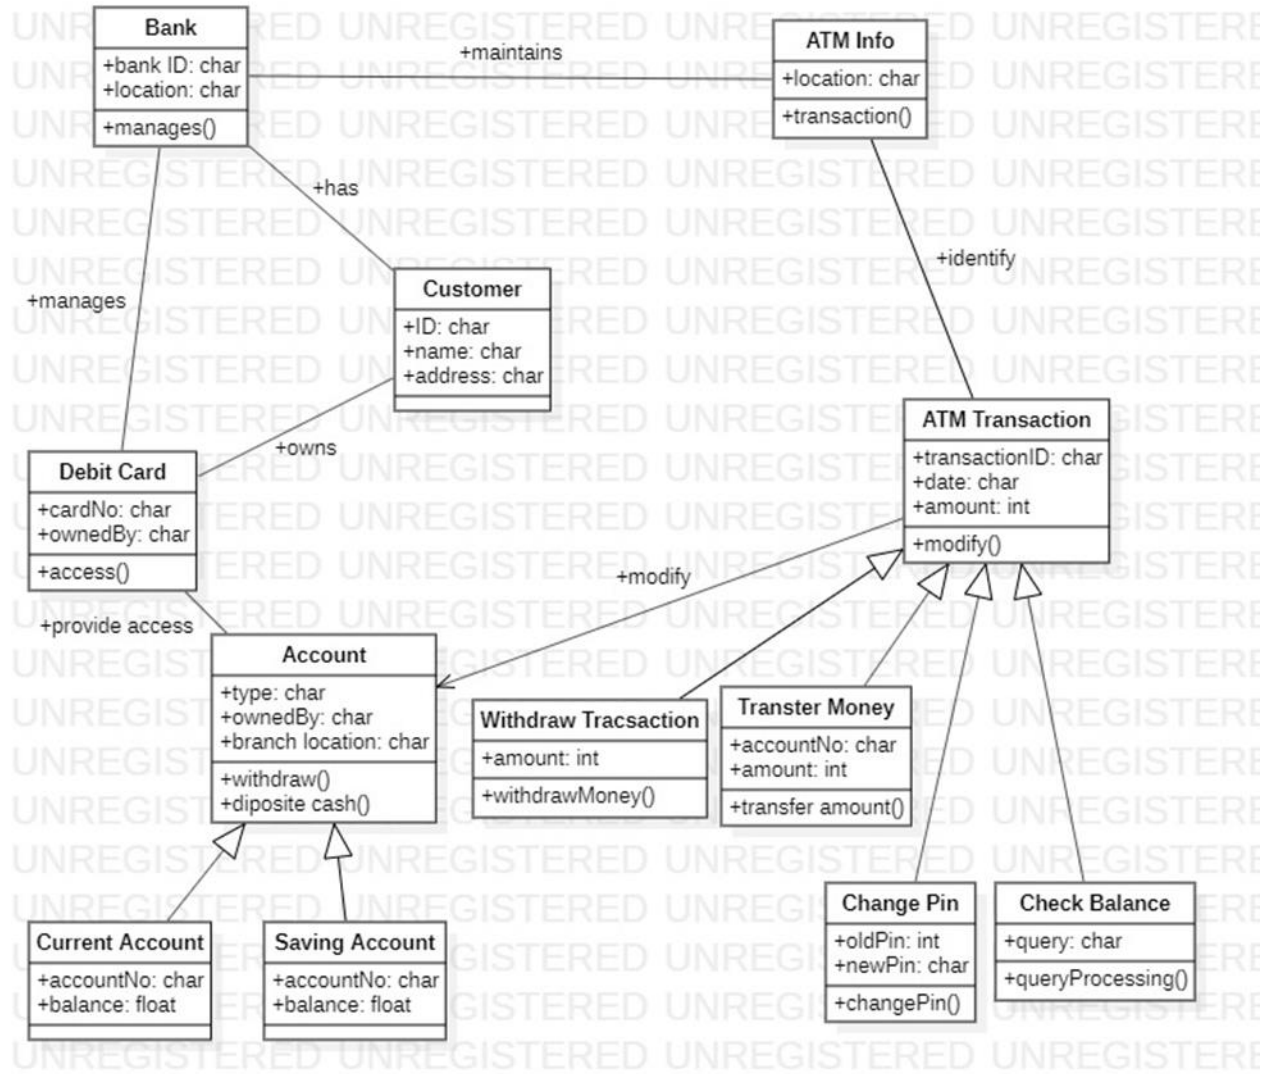 Bank
+bank ID: char
+location: char
+manages()
+maintains
ATM Info
+location: char
+transaction()
+has
+identify
+manages
Customer
+ID: char
+name: char
+address: char
+owns
Debit Card
+cardNo: char
+ownedBy: char
+access()
ATM Transaction
+transactionID: char
+date: char
+amount: int
+modify()
+modify
+provide access
Account
+type: char
+ownedBy: char
+branch location: char
+withdraw()
+diposite cash()
Withdraw Tracsaction
+amount: int
+withdrawMoney()
Transter Money
+accountNo: char
+amount: int
+transfer amount()
Current Account
+accountNo: char
+balance: float
Saving Account
+accountNo: char
+balance: float
Change Pin
+oldPin: int
+newPin: char
+changePin()
Check Balance
+query: char
+queryProcessing()
UNREGISTERED